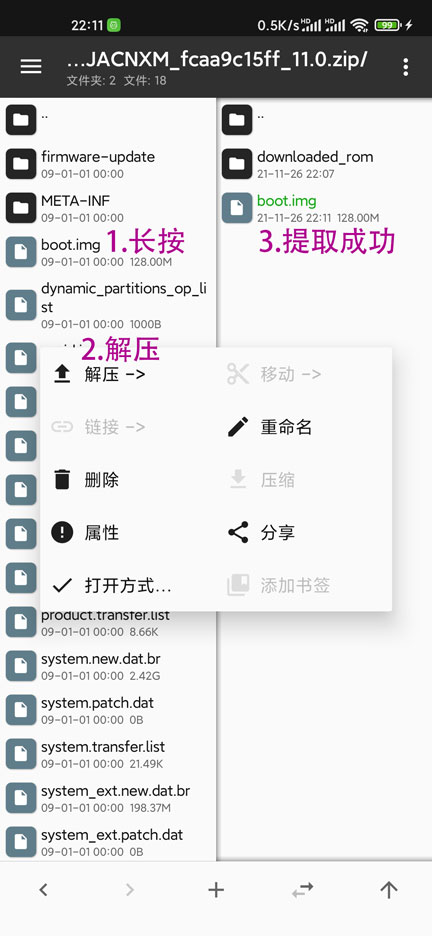 22:11
0.5K/s HD HD 99
…JACNXM_fcaa9c15ff_11.0.zip/
文件夹: 2 文件: 18
..
firmware-update
09-01-01 00:00
META-INF
09-01-01 00:00
boot.img
1.长按
09-01-01 00:00 128.00M
dynamic_partitions_op_li
st
09-01-01 00:00 1000B
..
downloaded_rom
21-11-26 22:07
boot.img
21-11-26 22:11 128.00M
3.提取成功
2.解压
解压 ->
移动 ->
链接 ->
重命名
删除
压缩
属性
分享
打开方式...
添加书签
product.transfer.list
09-01-01 00:00 8.66K
system.new.dat.br
09-01-01 00:00 2.42G
system.patch.dat
09-01-01 00:00 0B
system.transfer.list
09-01-01 00:00 21.49K
system_ext.new.dat.br
09-01-01 00:00 198.37M
system_ext.patch.dat
09-01-01 00:00 0B